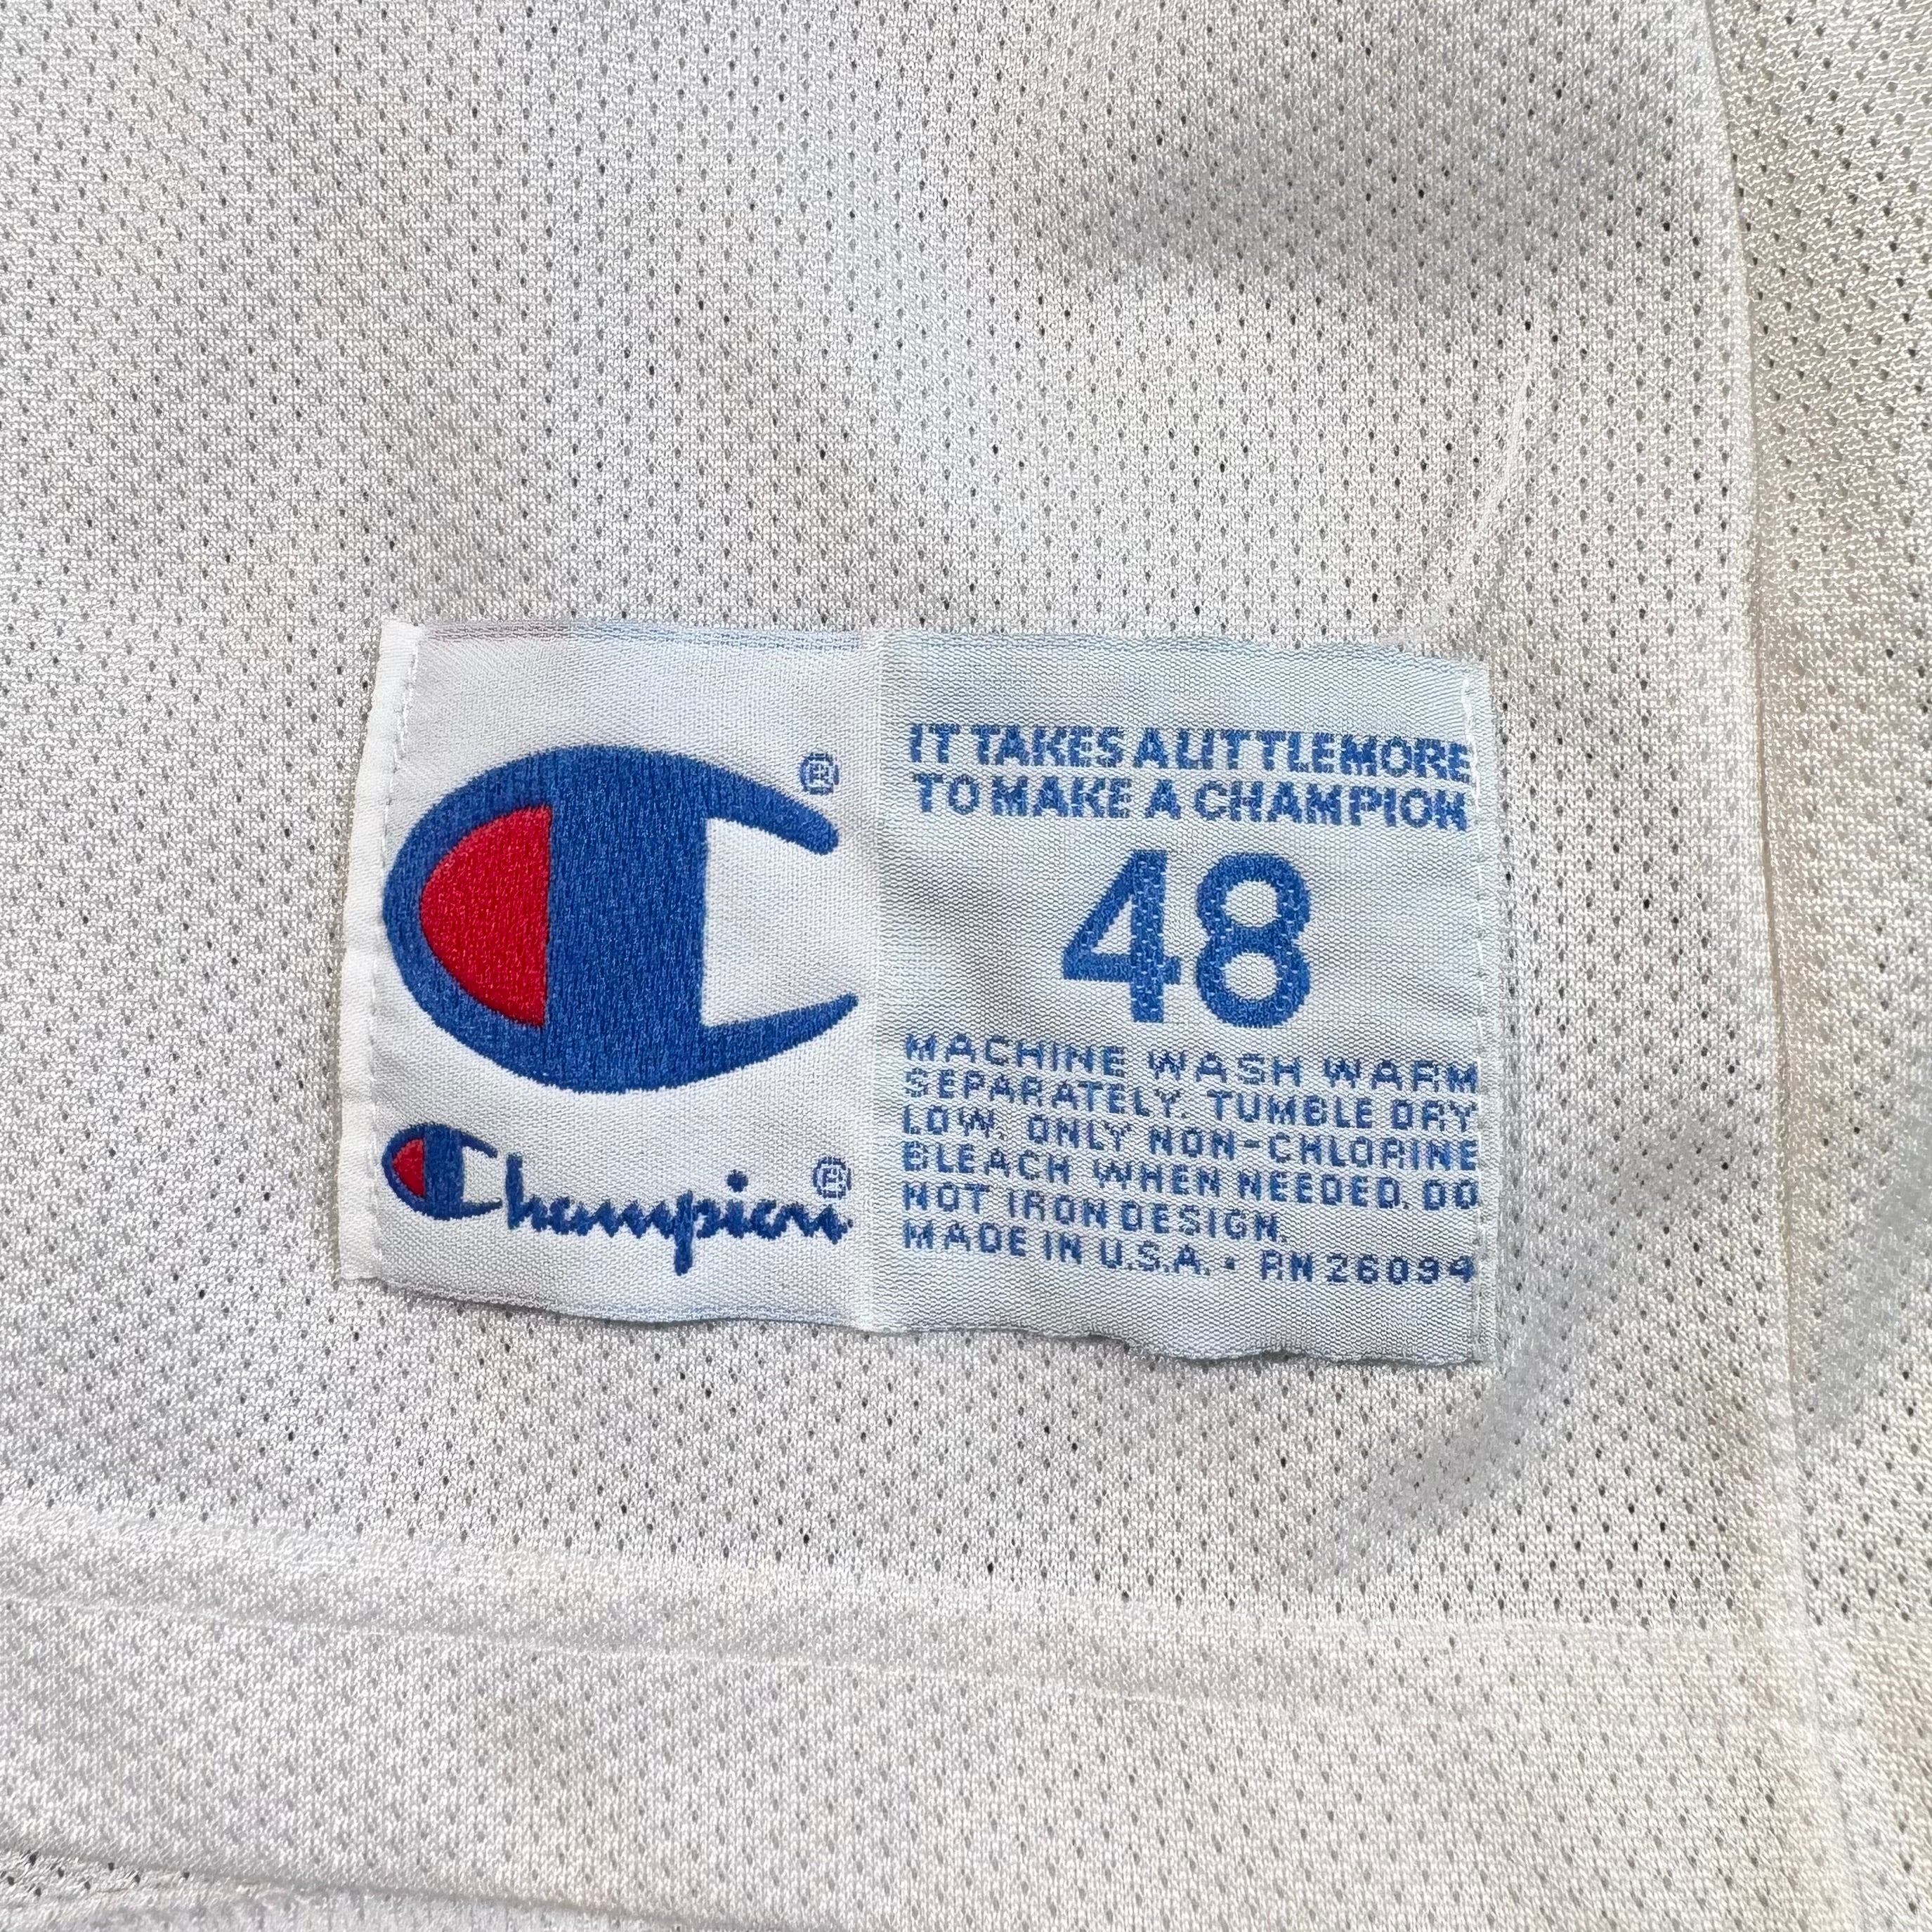 IT TAKES A LITTLE MORE
TO MAKE A CHAMPION
48
MACHINE WASH WARM
SEPARATELY. TUMBLE DRY
LOW. ONLY NON-CHLORINE
BLEACH WHEN NEEDED. DO
NOT IRON DESIGN.
MADE IN U.S.A. • RN 26094
®
Champion®